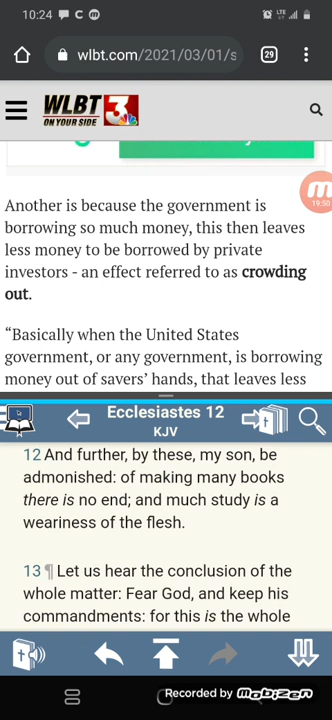 10:24
LTE
wlbt.com/2021/03/01/s
29
WLBT 3
ON YOUR SIDE
Another is because the government is
borrowing so much money, this then leaves
less money to be borrowed by private
investors - an effect referred to as crowding
out.
19:50
“Basically when the United States
government, or any government, is borrowing
money out of savers’ hands, that leaves less
Ecclesiastes 12
KJV
12 And further, by these, my son, be
admonished: of making many books
there is no end; and much study is a
weariness of the flesh.
13 ¶ Let us hear the conclusion of the
whole matter: Fear God, and keep his
commandments: for this is the whole
Recorded by Mobizen